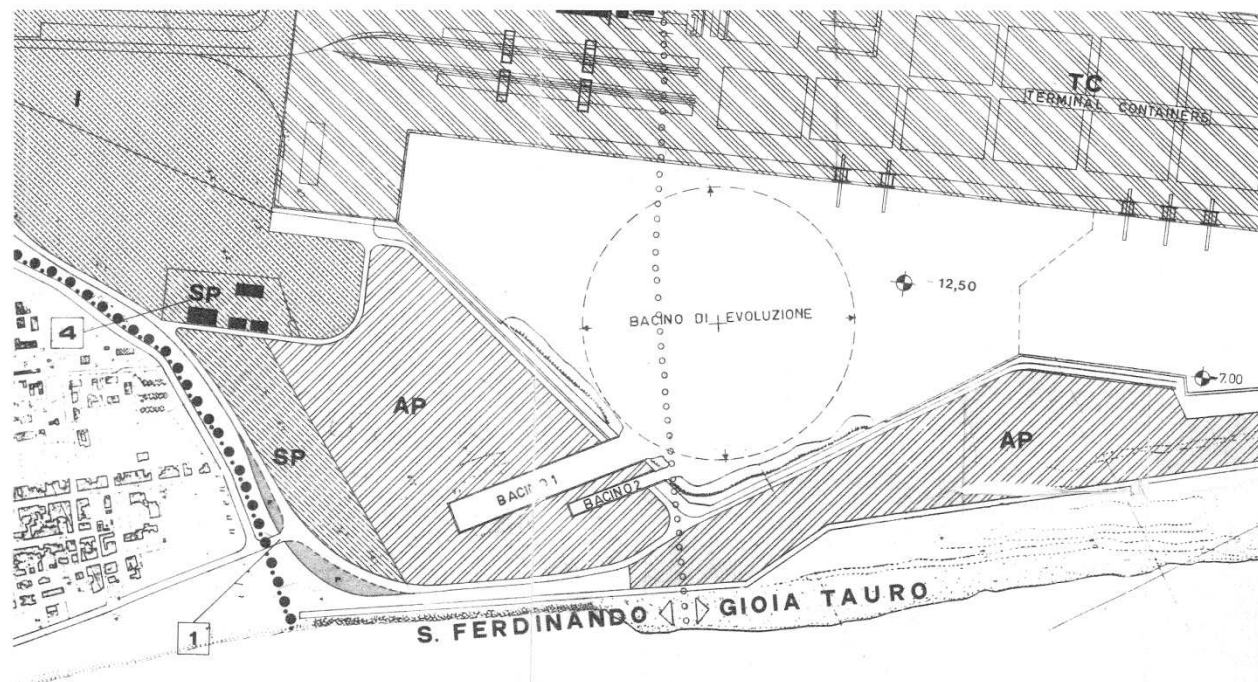 TC
TERMINAL CONTAINERS
I
SP
4
- 12,50
BACINO DI EVOLUZIONE
-7.00
AP
AP
SP
BACINO 1
BACINO 2
1
S. FERDINANDO
GIOIA TAURO